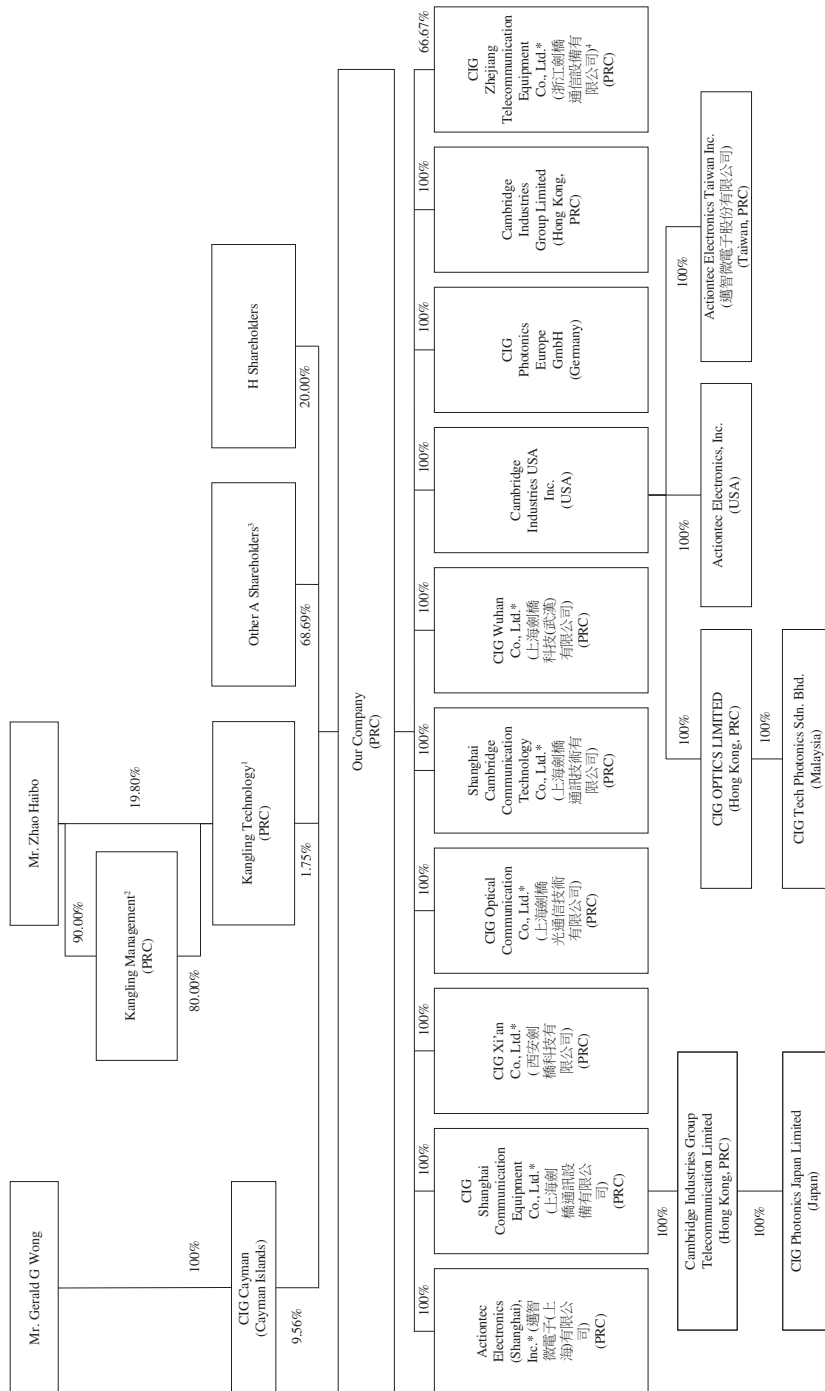 Mr. Gerald G Wong
Mr. Zhao Haibo
90.00%
19.80%
Kangling Management²
(PRC)
80.00%
100%
CIG Cayman
(Cayman Islands)
Kangling Technology¹
(PRC)
Other A Shareholders³
H Shareholders
9.56%
1.75%
68.69%
20.00%
Our Company
(PRC)
100%
100%
100%
100%
100%
100%
100%
100%
100%
66.67%
Actiontec
Electronics
(Shanghai),
Inc.* (邁智
微電子(上
海)有限公
司)
(PRC)
CIG
Shanghai
Communication
Equipment
Co., Ltd.*
(上海劍
橋通訊設
備有限公
司)
(PRC)
CIG Xi'an
Co., Ltd.*
(西安劍
橋科技有
限公司)
(PRC)
CIG Optical
Communication
Co., Ltd.*
(上海劍橋
光通信技術
有限公司)
(PRC)
Shanghai
Cambridge
Communication
Technology
Co., Ltd.*
(上海劍橋
通訊技術有
限公司)
(PRC)
CIG Wuhan
Co., Ltd.*
(上海劍橋
科技(武漢)
有限公司)
(PRC)
Cambridge
Industries USA
Inc.
(USA)
CIG
Photonics
Europe
GmbH
(Germany)
Cambridge
Industries
Group Limited
(Hong Kong,
PRC)
CIG
Zhejiang
Telecommunication
Equipment
Co., Ltd.*
(浙江劍橋
通信設備有
限公司)⁴
(PRC)
100%
100%
100%
100%
Cambridge Industries Group
Telecommunication Limited
(Hong Kong, PRC)
CIG OPTICS LIMITED
(Hong Kong, PRC)
Actiontec Electronics, Inc.
(USA)
Actiontec Electronics Taiwan Inc.
(邁智微電子股份有限公司)
(Taiwan, PRC)
100%
100%
CIG Photonics Japan Limited
(Japan)
CIG Tech Photonics Sdn. Bhd.
(Malaysia)